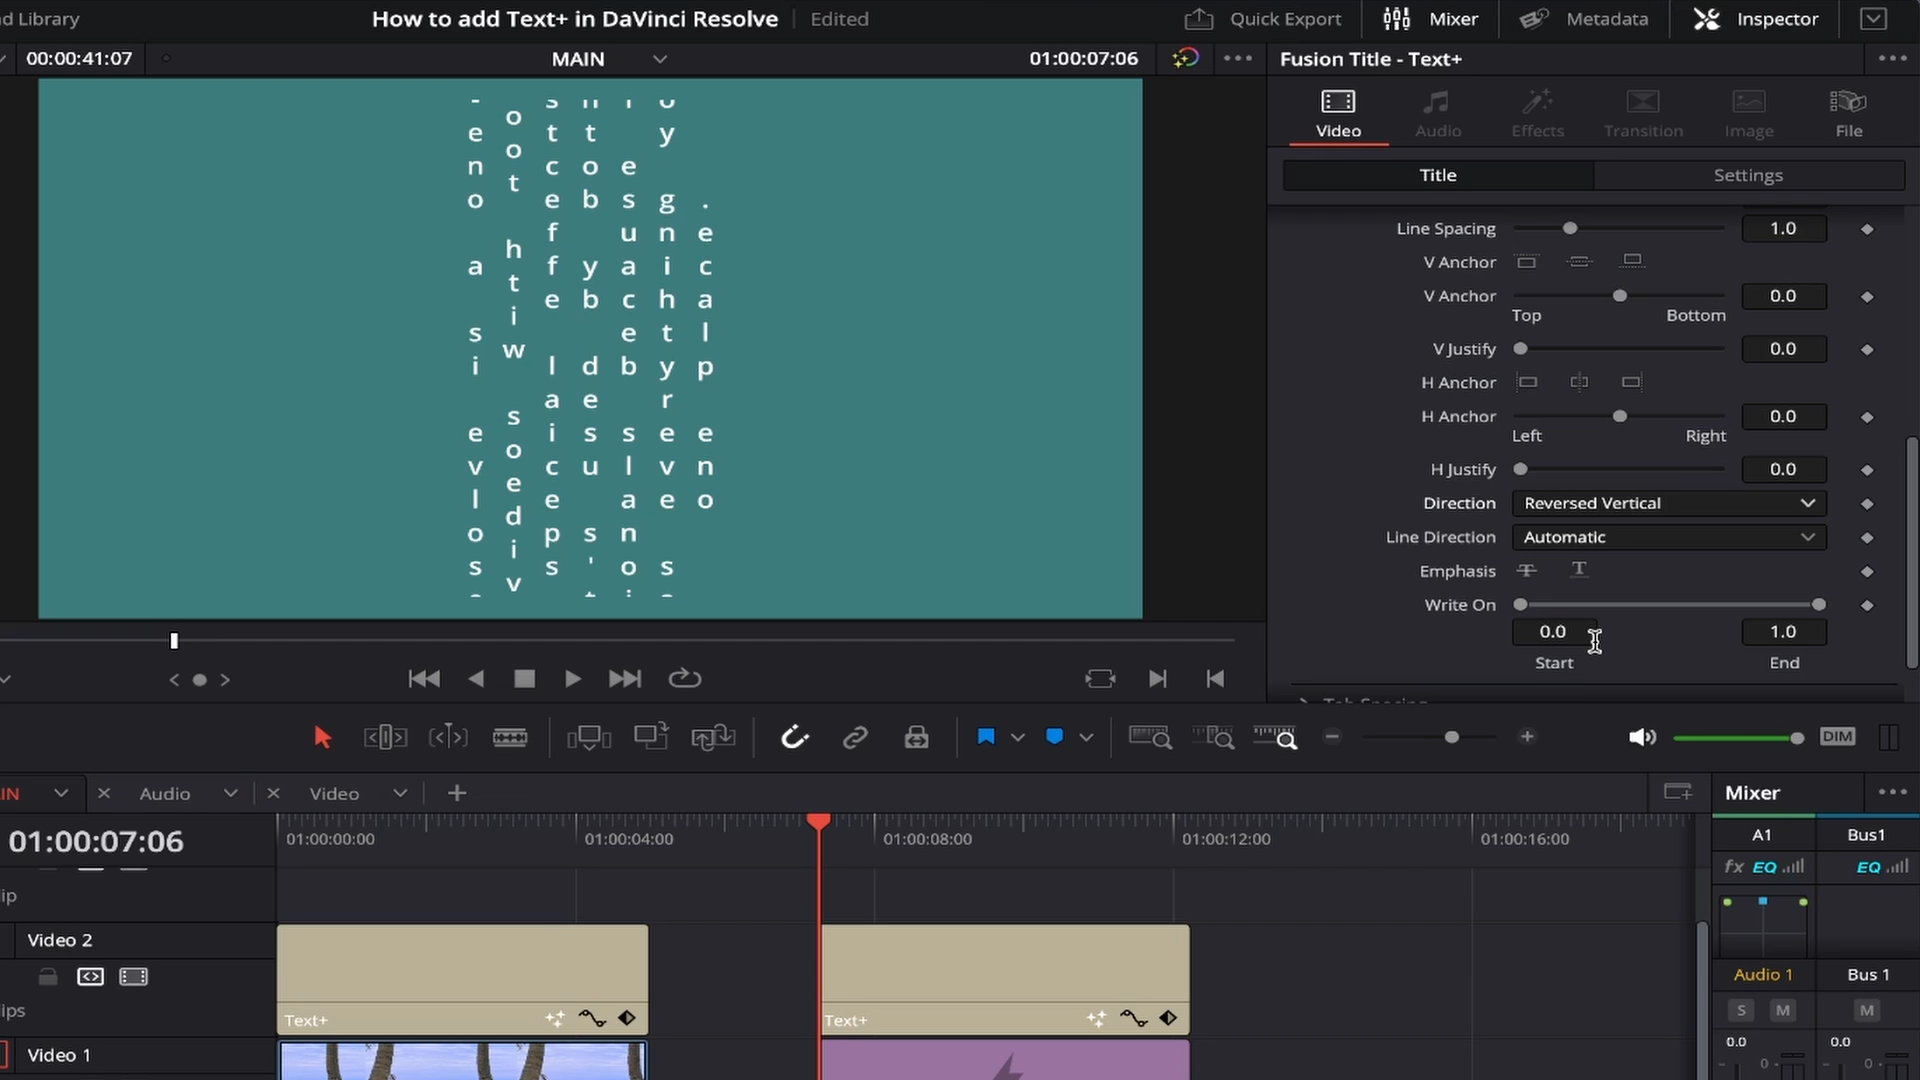 d Library
How to add Text+ in DaVinci Resolve
Edited
Quick Export
Mixer
Metadata
Inspector
00:00:41:07
MAIN
01:00:07:06
Fusion Title - Text+
Video
Audio
Effects
Transition
Image
File
Title
Settings
- e n o   a   s i   e v l o s
o o t   h t i w   s o e d i v
s t c e f f e   l a i c e p s
n t o b   y b   d e s u   s '
e s u a c e b   s l a n o i
o y   g n i h t y r e v e   s
. e c a l p   e n o
Line Spacing 1.0
V Anchor
V Anchor 0.0
Top Bottom
V Justify 0.0
H Anchor
H Anchor 0.0
Left Right
H Justify 0.0
Direction Reversed Vertical
Line Direction Automatic
Emphasis T T
Write On
0.0 1.0
Start End
Tab Spacing
DIM
IN
Audio
Video
Mixer
01:00:07:06
01:00:00:00
01:00:04:00
01:00:08:00
01:00:12:00
01:00:16:00
A1
Bus1
fx EQ
EQ
lip
Video 2
lips
Text+
Text+
Video 1
Audio 1
Bus 1
S M
M
0.0
0.0
0
0